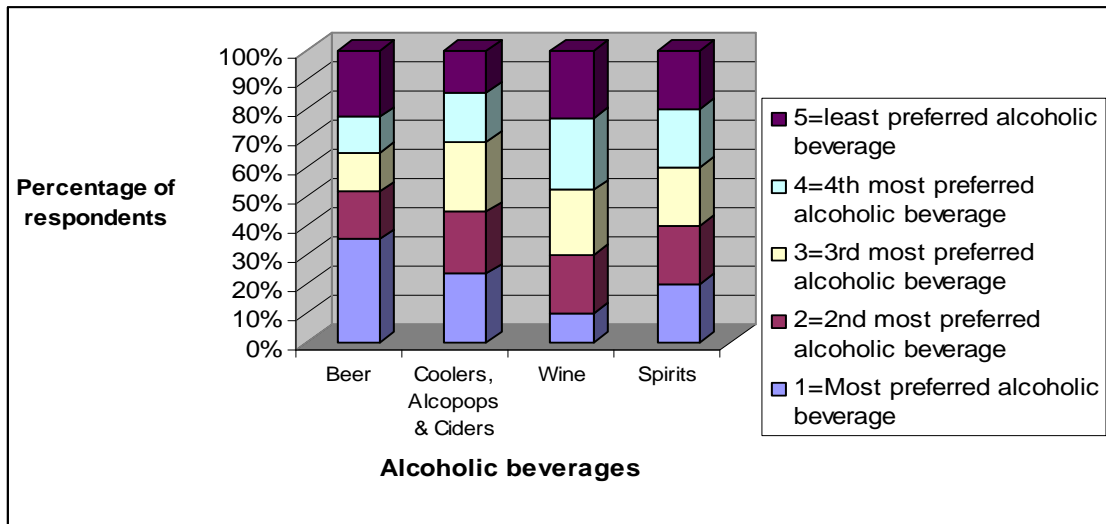 Percentage of
respondents
100%
90%
80%
70%
60%
50%
40%
30%
20%
10%
0%
Beer
Coolers,
Alcopops
& Ciders
Wine
Spirits
Alcoholic beverages
5=least preferred alcoholic
beverage
4=4th most preferred
alcoholic beverage
3=3rd most preferred
alcoholic beverage
2=2nd most preferred
alcoholic beverage
1=Most preferred alcoholic
beverage